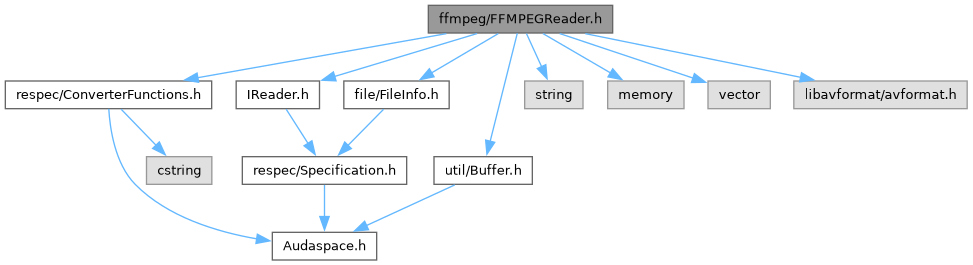 ffmpeg/FFMPEGReader.h
respec/ConverterFunctions.h
IReader.h
file/FileInfo.h
string
memory
vector
libavformat/avformat.h
cstring
respec/Specification.h
util/Buffer.h
Audaspace.h